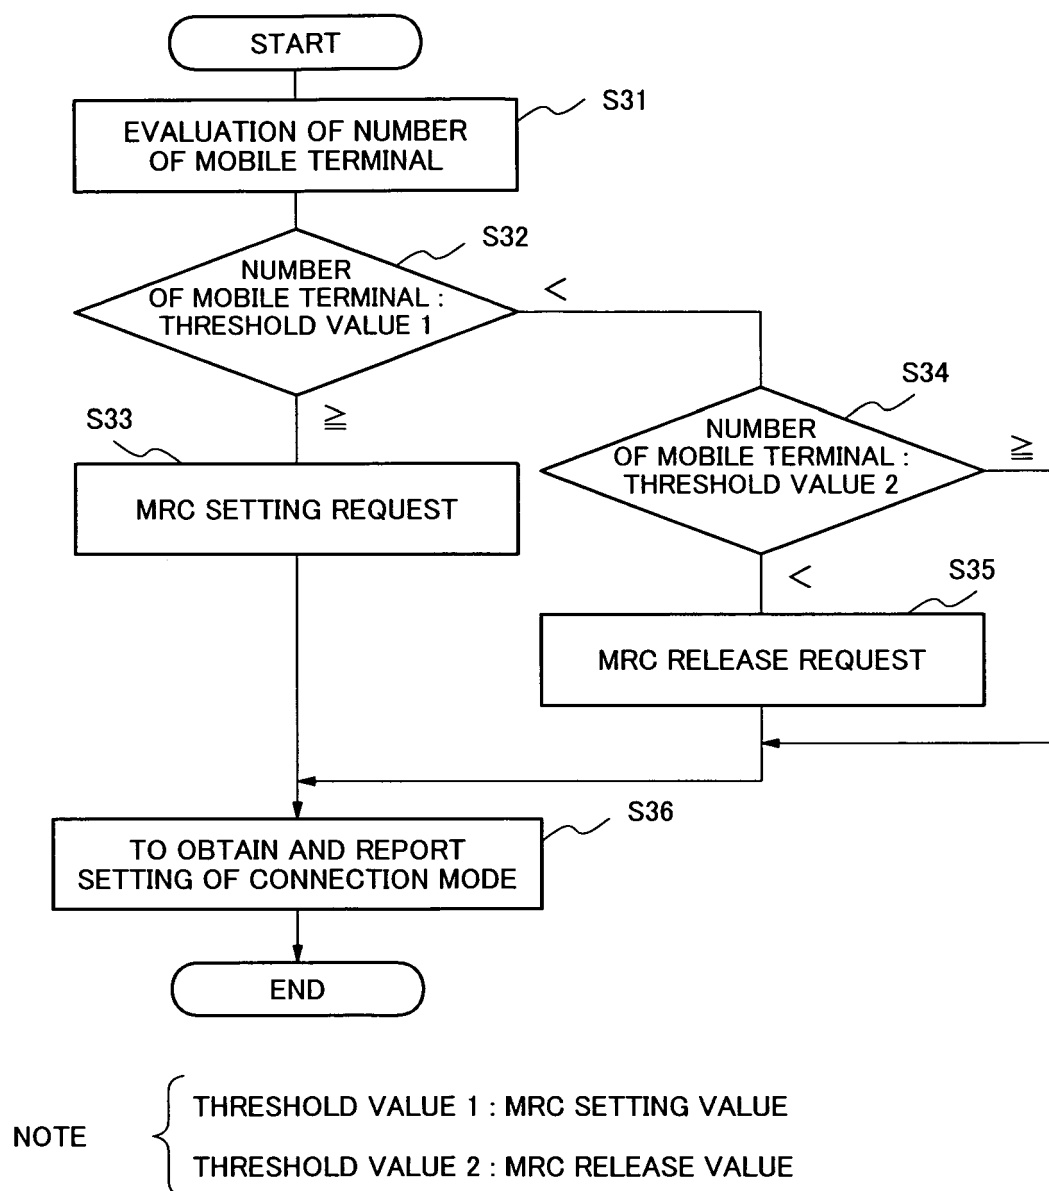 START
S31
EVALUATION OF NUMBER
OF MOBILE TERMINAL
S32
NUMBER
OF MOBILE TERMINAL :
THRESHOLD VALUE 1
<
S34
S33
≧
NUMBER
OF MOBILE TERMINAL :
THRESHOLD VALUE 2
≧
MRC SETTING REQUEST
<
S35
MRC RELEASE REQUEST
S36
TO OBTAIN AND REPORT
SETTING OF CONNECTION MODE
END
NOTE
THRESHOLD VALUE 1 : MRC SETTING VALUE
THRESHOLD VALUE 2 : MRC RELEASE VALUE